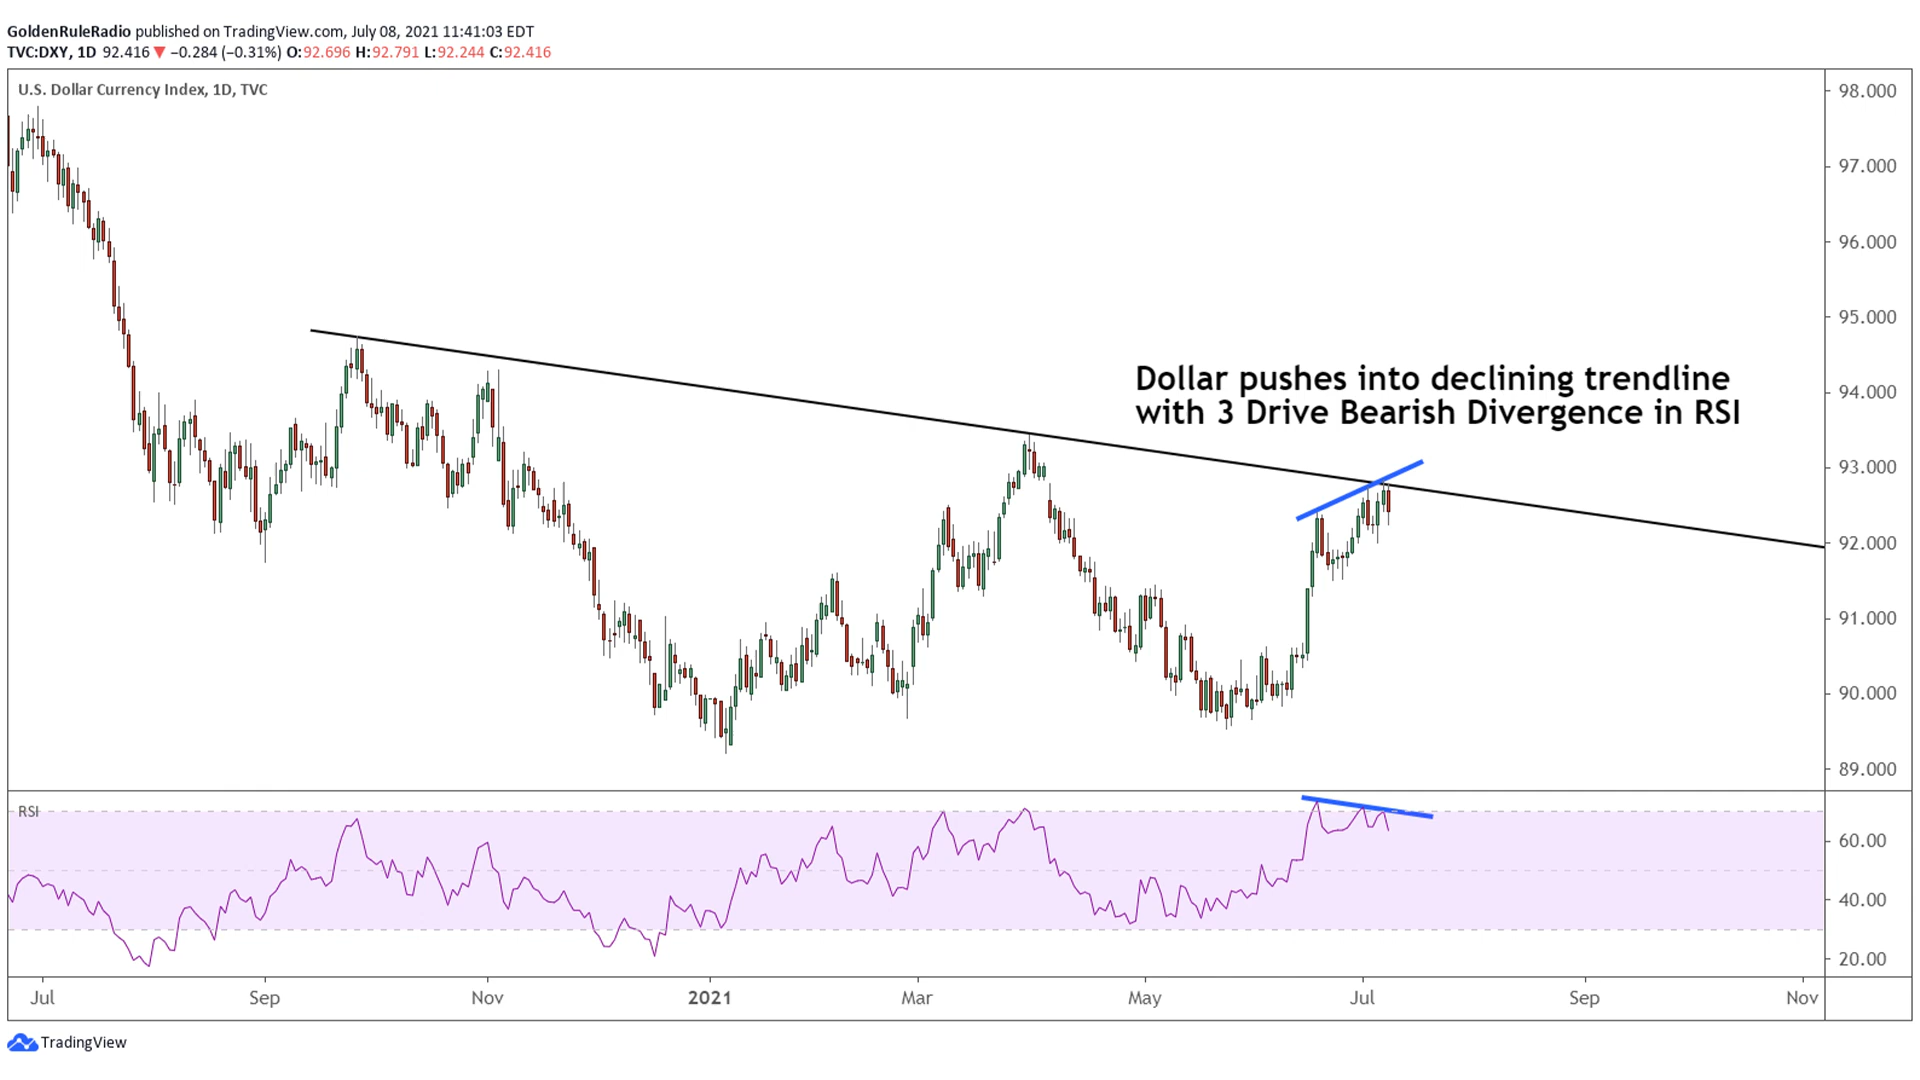 GoldenRuleRadio published on TradingView.com, July 08, 2021 11:41:03 EDT
TVC:DXY, 1D 92.416 ▼ −0.284 (−0.31%) O:92.696 H:92.791 L:92.244 C:92.416
U.S. Dollar Currency Index, 1D, TVC
98.000
97.000
96.000
95.000
Dollar pushes into declining trendline
94.000
with 3 Drive Bearish Divergence in RSI
93.000
92.000
91.000
90.000
89.000
RSI
60.00
40.00
20.00
Jul Sep Nov 2021 Mar May Jul Sep Nov
TradingView